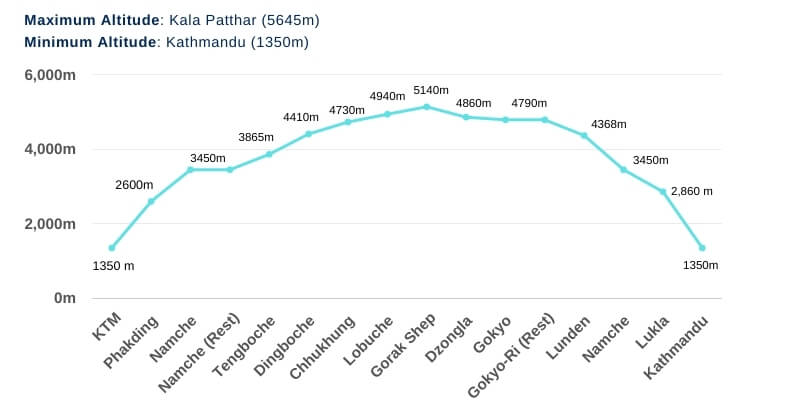 Maximum Altitude: Kala Patthar (5645m)
Minimum Altitude: Kathmandu (1350m)
6,000m
4,000m
2,000m
0m
1350 m
2600m
3450m
3865m
4410m
4730m
4940m
5140m
4860m
4790m
4368m
3450m
2,860 m
1350m
KTM
Phakding
Namche
Namche (Rest)
Tengboche
Dingboche
Chhukhung
Lobuche
Gorak Shep
Dzongla
Gokyo
Gokyo-Ri (Rest)
Lunden
Namche
Lukla
Kathmandu